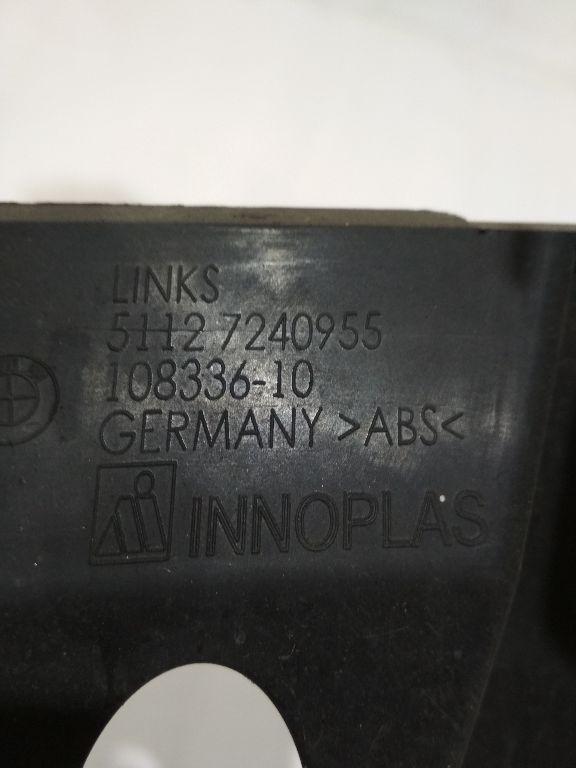 LINKS
5112 7240955
108336-10
GERMANY >ABS<
INNOPLAS